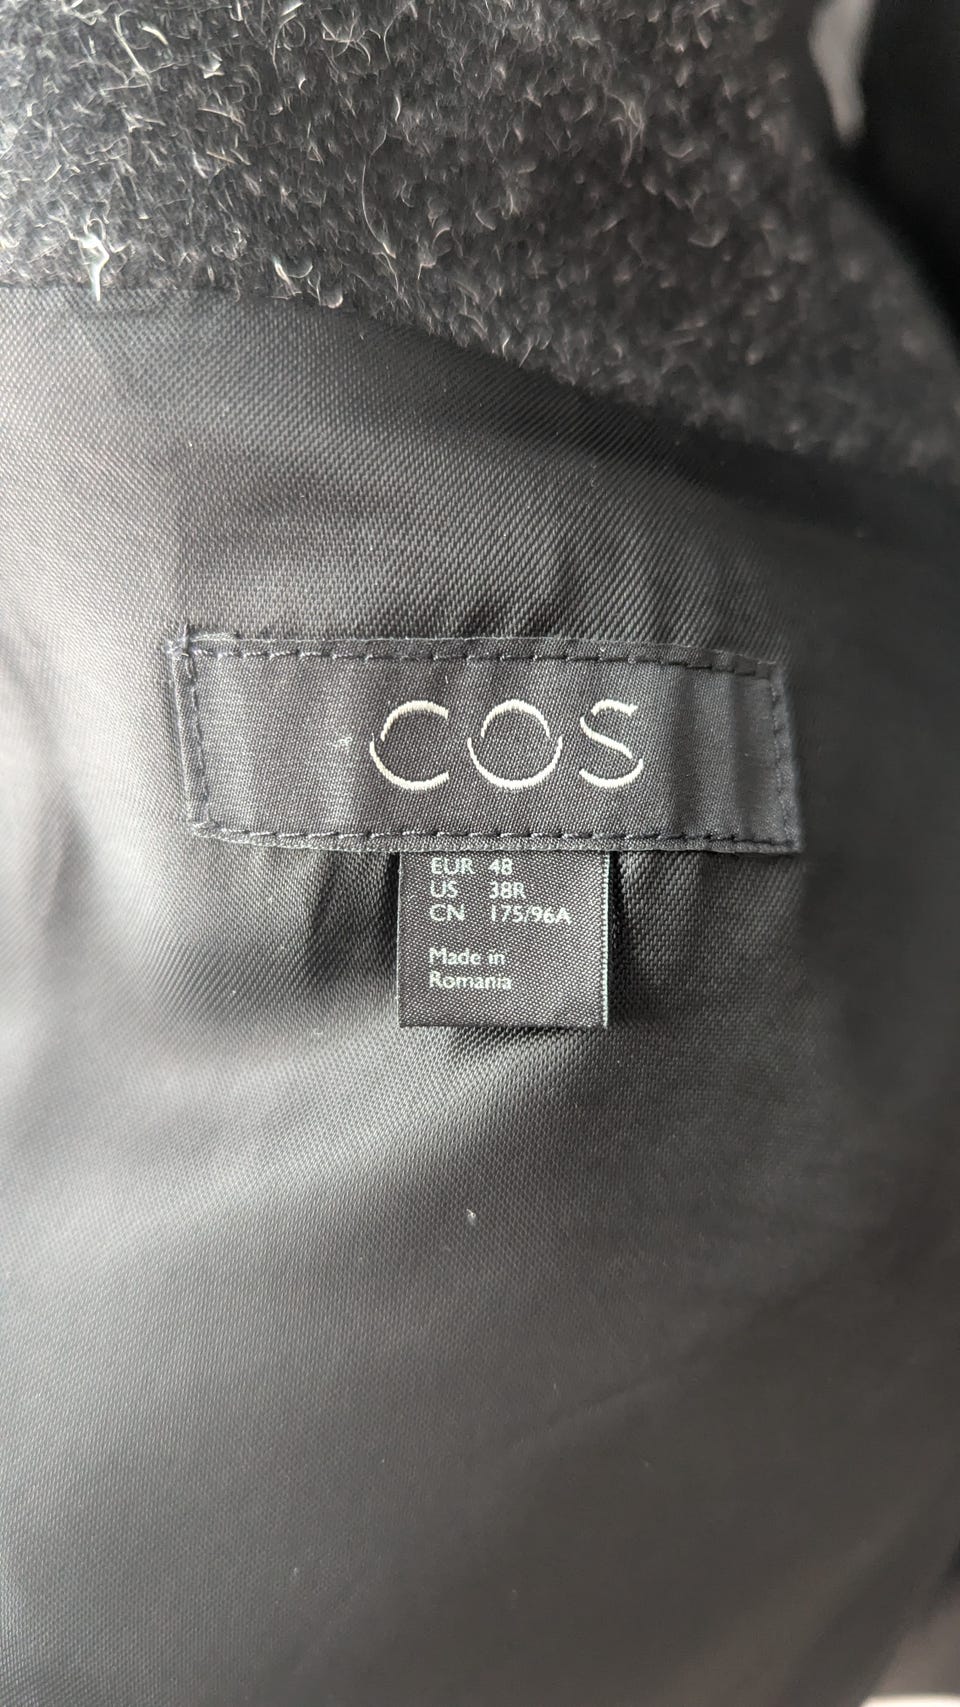 COS
EUR 48
US 38R
CN 175/96A
Made in
Romania